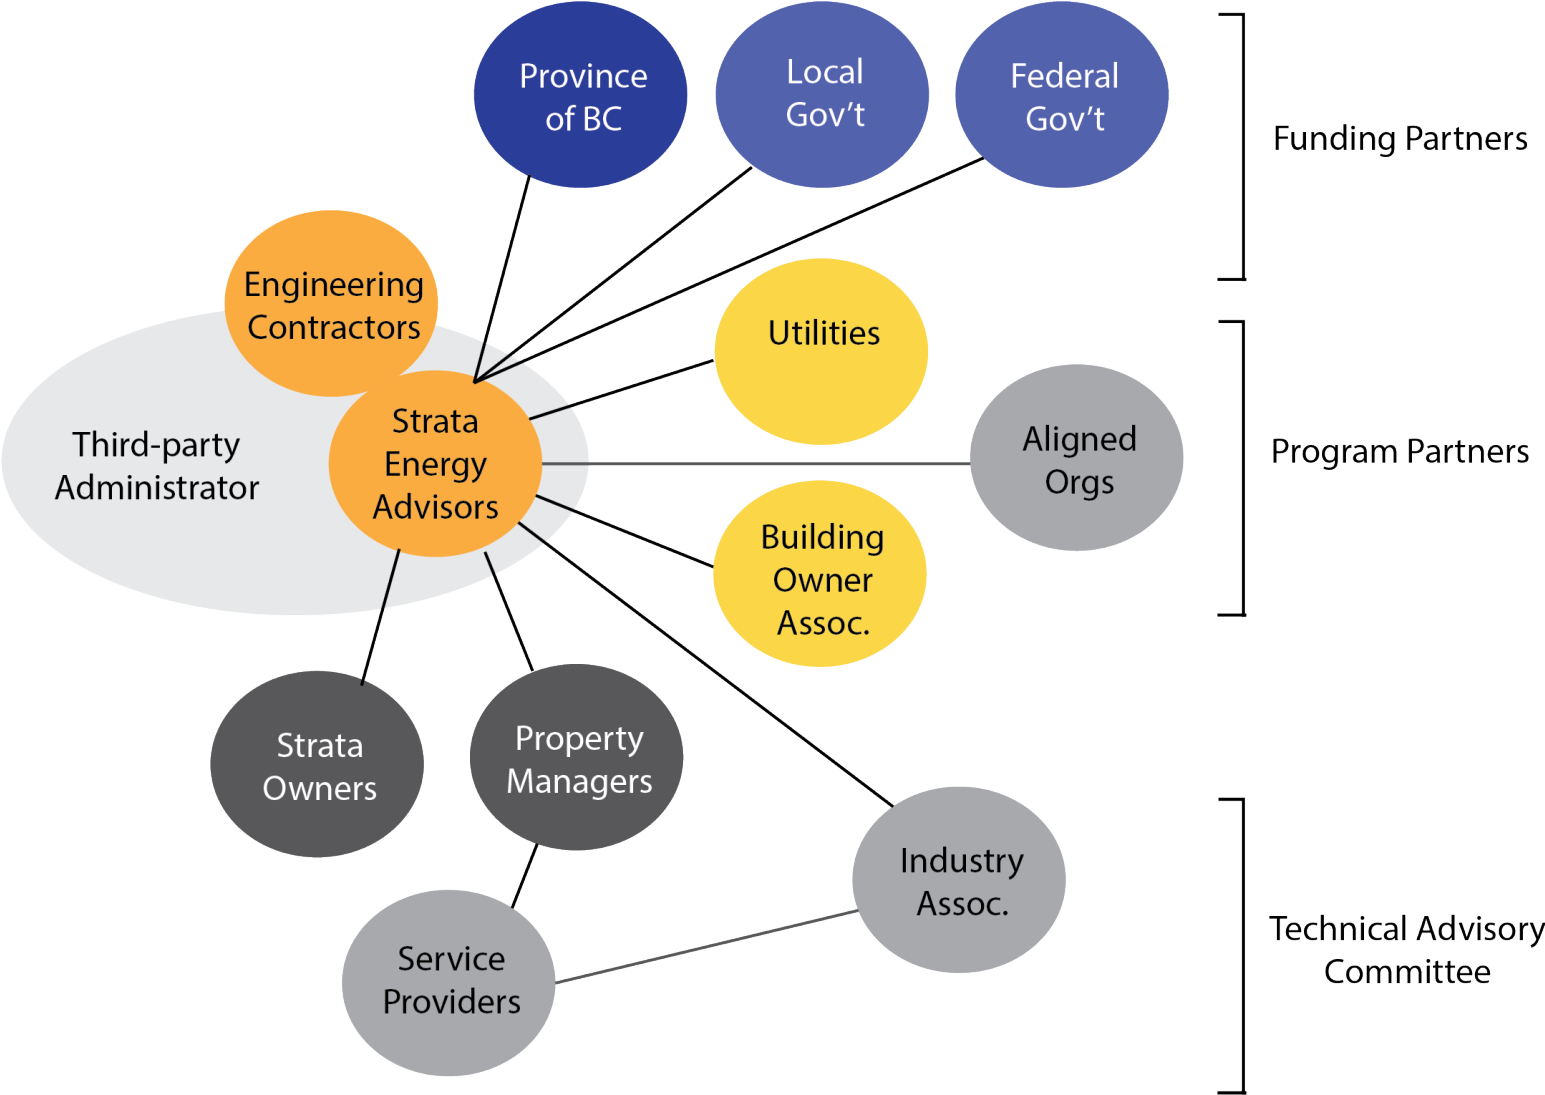 Province
of BC
Local
Gov't
Federal
Gov't
Funding Partners
Engineering
Contractors
Utilities
Third-party
Administrator
Strata
Energy
Advisors
Aligned
Orgs
Program Partners
Building
Owner
Assoc.
Strata
Owners
Property
Managers
Industry
Assoc.
Service
Providers
Technical Advisory
Committee